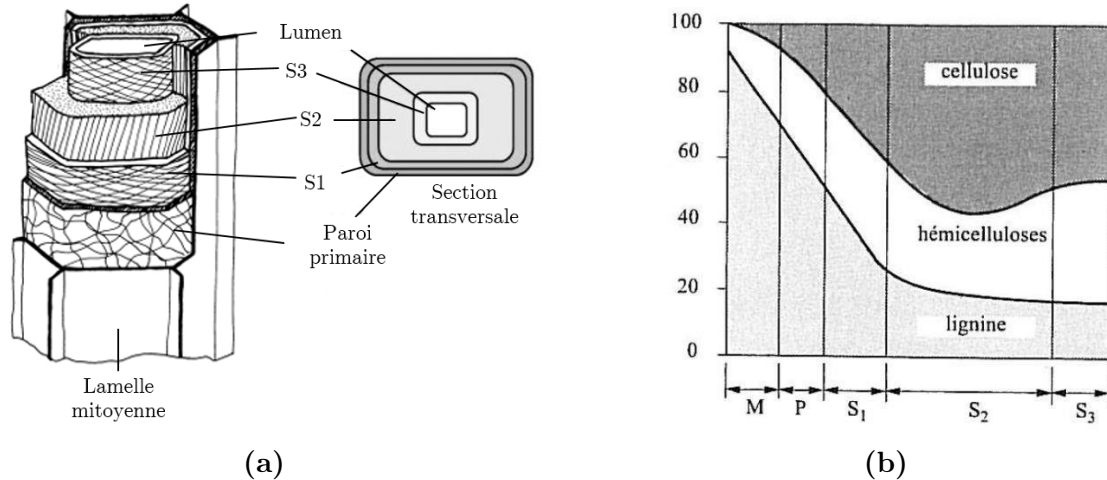 Lumen
S3
S2
S1
Paroi
primaire
Section
transversale
Lamelle
mitoyenne
(a)
100
80
60
40
20
0
cellulose
hémicelluloses
lignine
M
P
S₁
S₂
S₃
(b)